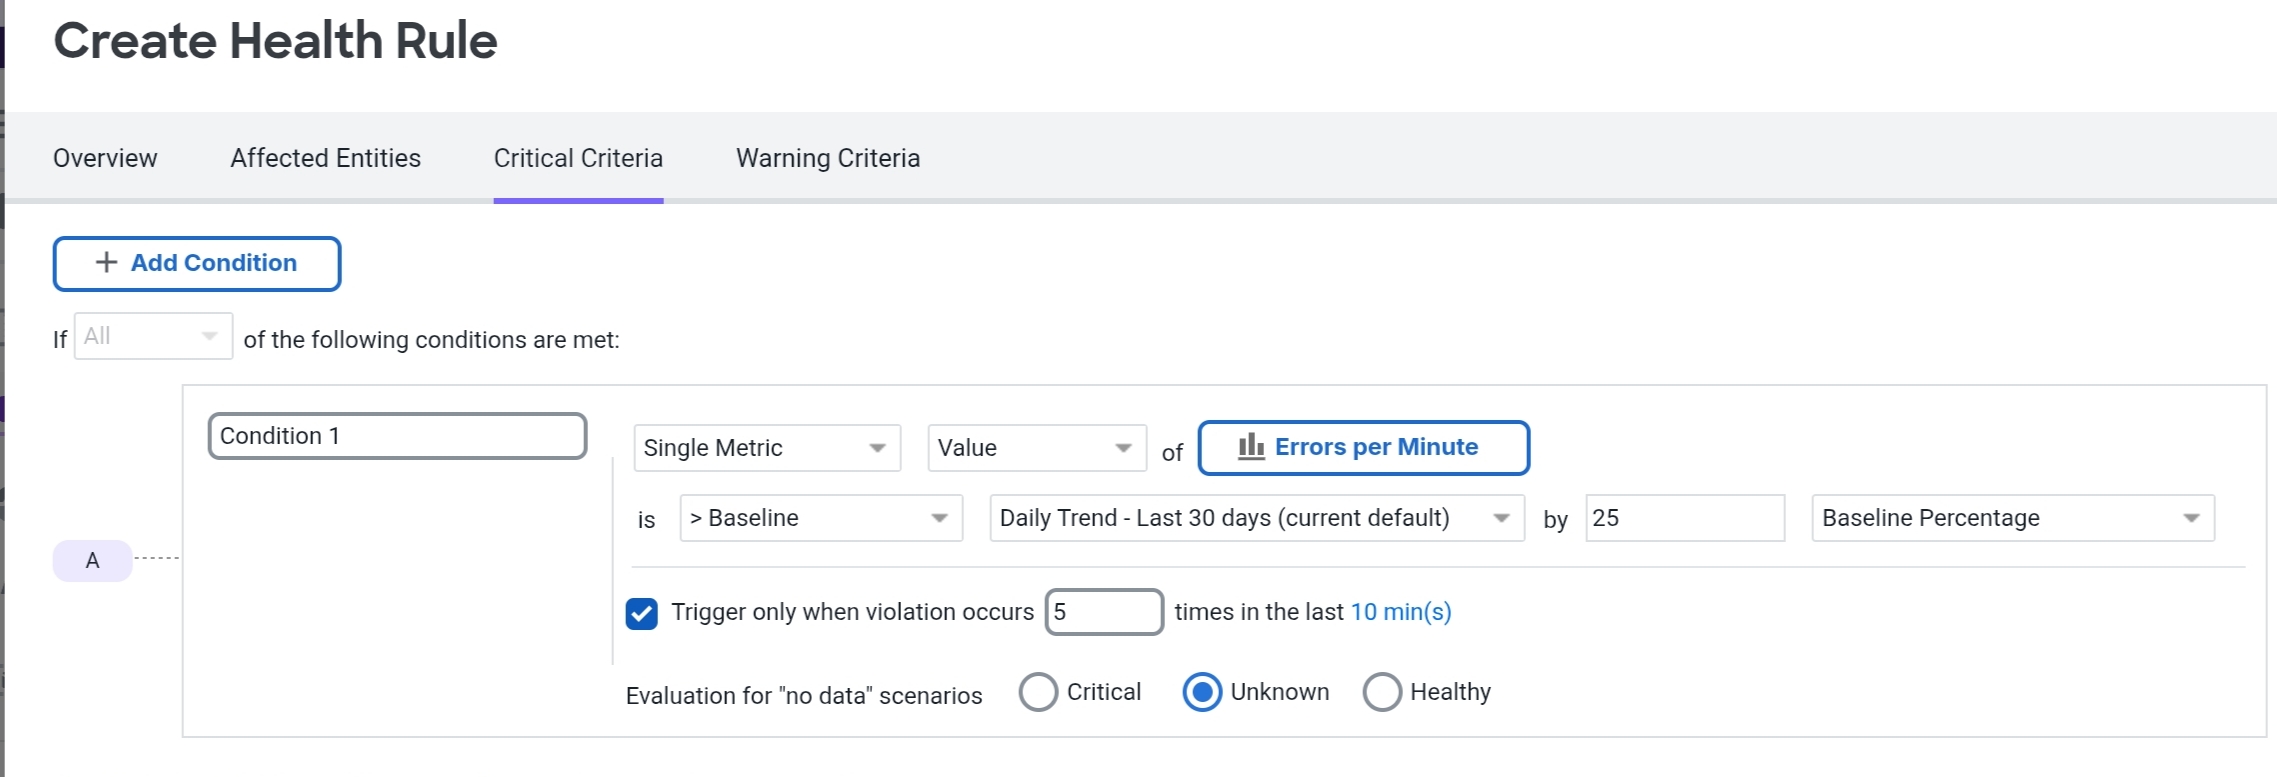 Create Health Rule
Overview Affected Entities Critical Criteria Warning Criteria
+ Add Condition
If All of the following conditions are met:
Condition 1 Single Metric Value of Errors per Minute
is > Baseline Daily Trend - Last 30 days (current default) by 25 Baseline Percentage
A
Trigger only when violation occurs 5 times in the last 10 min(s)
Evaluation for "no data" scenarios Critical Unknown Healthy